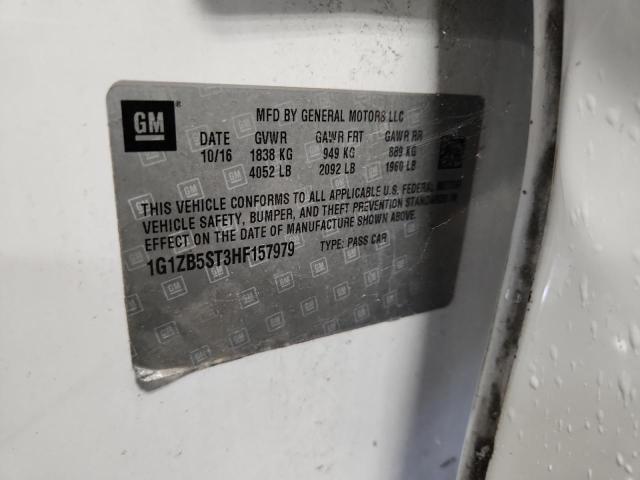 GM®
MFD BY GENERAL MOTORS LLC
DATE GVWR GAWR FRT GAWR RR
10/16 1838 KG 949 KG 889 KG
4052 LB 2092 LB 1960 LB
THIS VEHICLE CONFORMS TO ALL APPLICABLE U.S. FEDERAL MOTOR
VEHICLE SAFETY, BUMPER, AND THEFT PREVENTION STANDARDS IN
EFFECT ON THE DATE OF MANUFACTURE SHOWN ABOVE.
1G1ZB5ST3HF157979 TYPE: PASS CAR